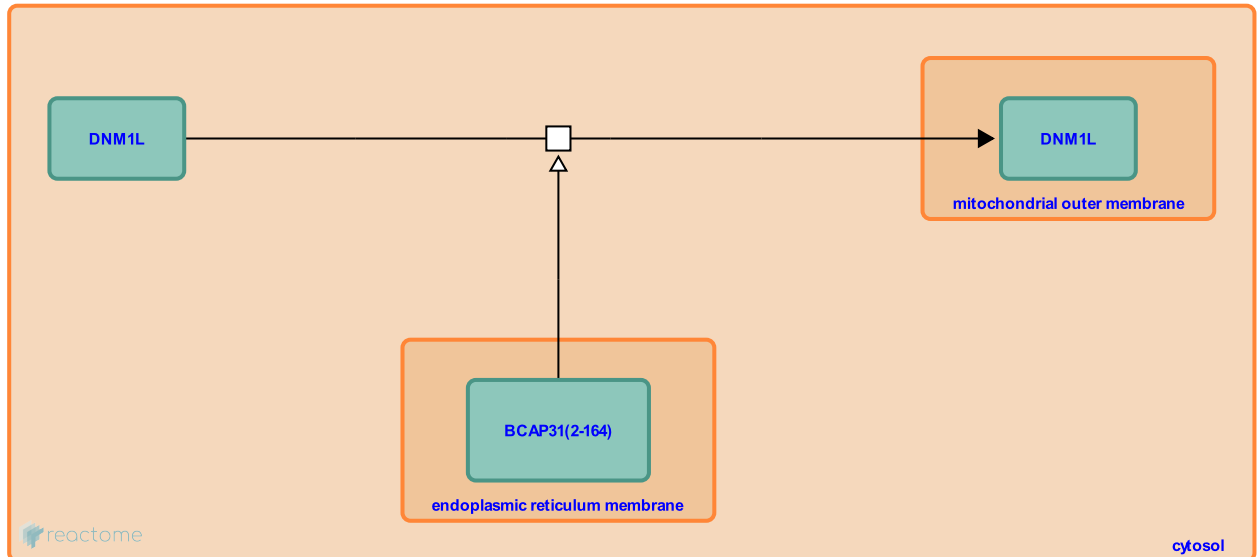 DNM1L
DNM1L
mitochondrial outer membrane
BCAP31(2-164)
endoplasmic reticulum membrane
reactome
cytosol